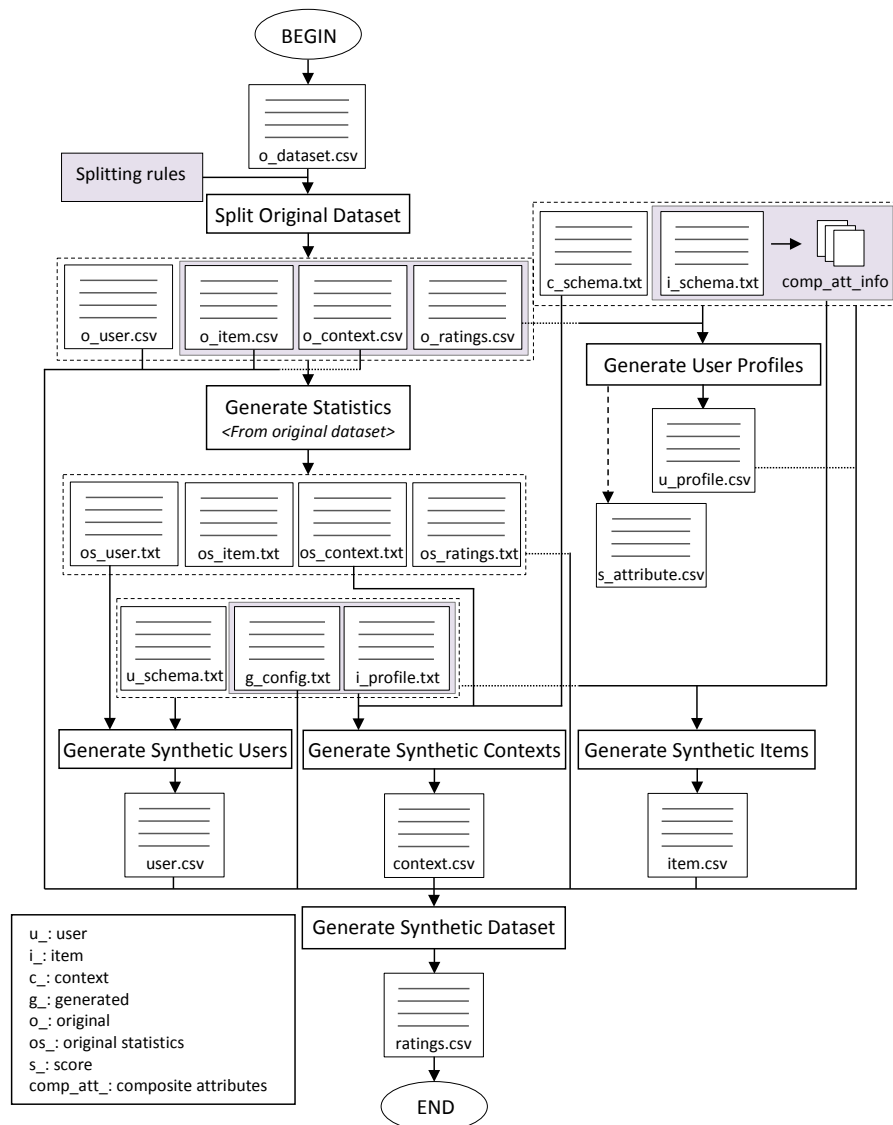 BEGIN
o_dataset.csv
Splitting rules
Split Original Dataset
c_schema.txt
i_schema.txt
comp_att_info
o_user.csv
o_item.csv
o_context.csv
o_ratings.csv
Generate User Profiles
Generate Statistics
<From original dataset>
u_profile.csv
os_user.txt
os_item.txt
os_context.txt
os_ratings.txt
s_attribute.csv
u_schema.txt
g_config.txt
i_profile.txt
Generate Synthetic Users
Generate Synthetic Contexts
Generate Synthetic Items
user.csv
context.csv
item.csv
Generate Synthetic Dataset
ratings.csv
END
u_: user
i_: item
c_: context
g_: generated
o_: original
os_: original statistics
s_: score
comp_att_: composite attributes